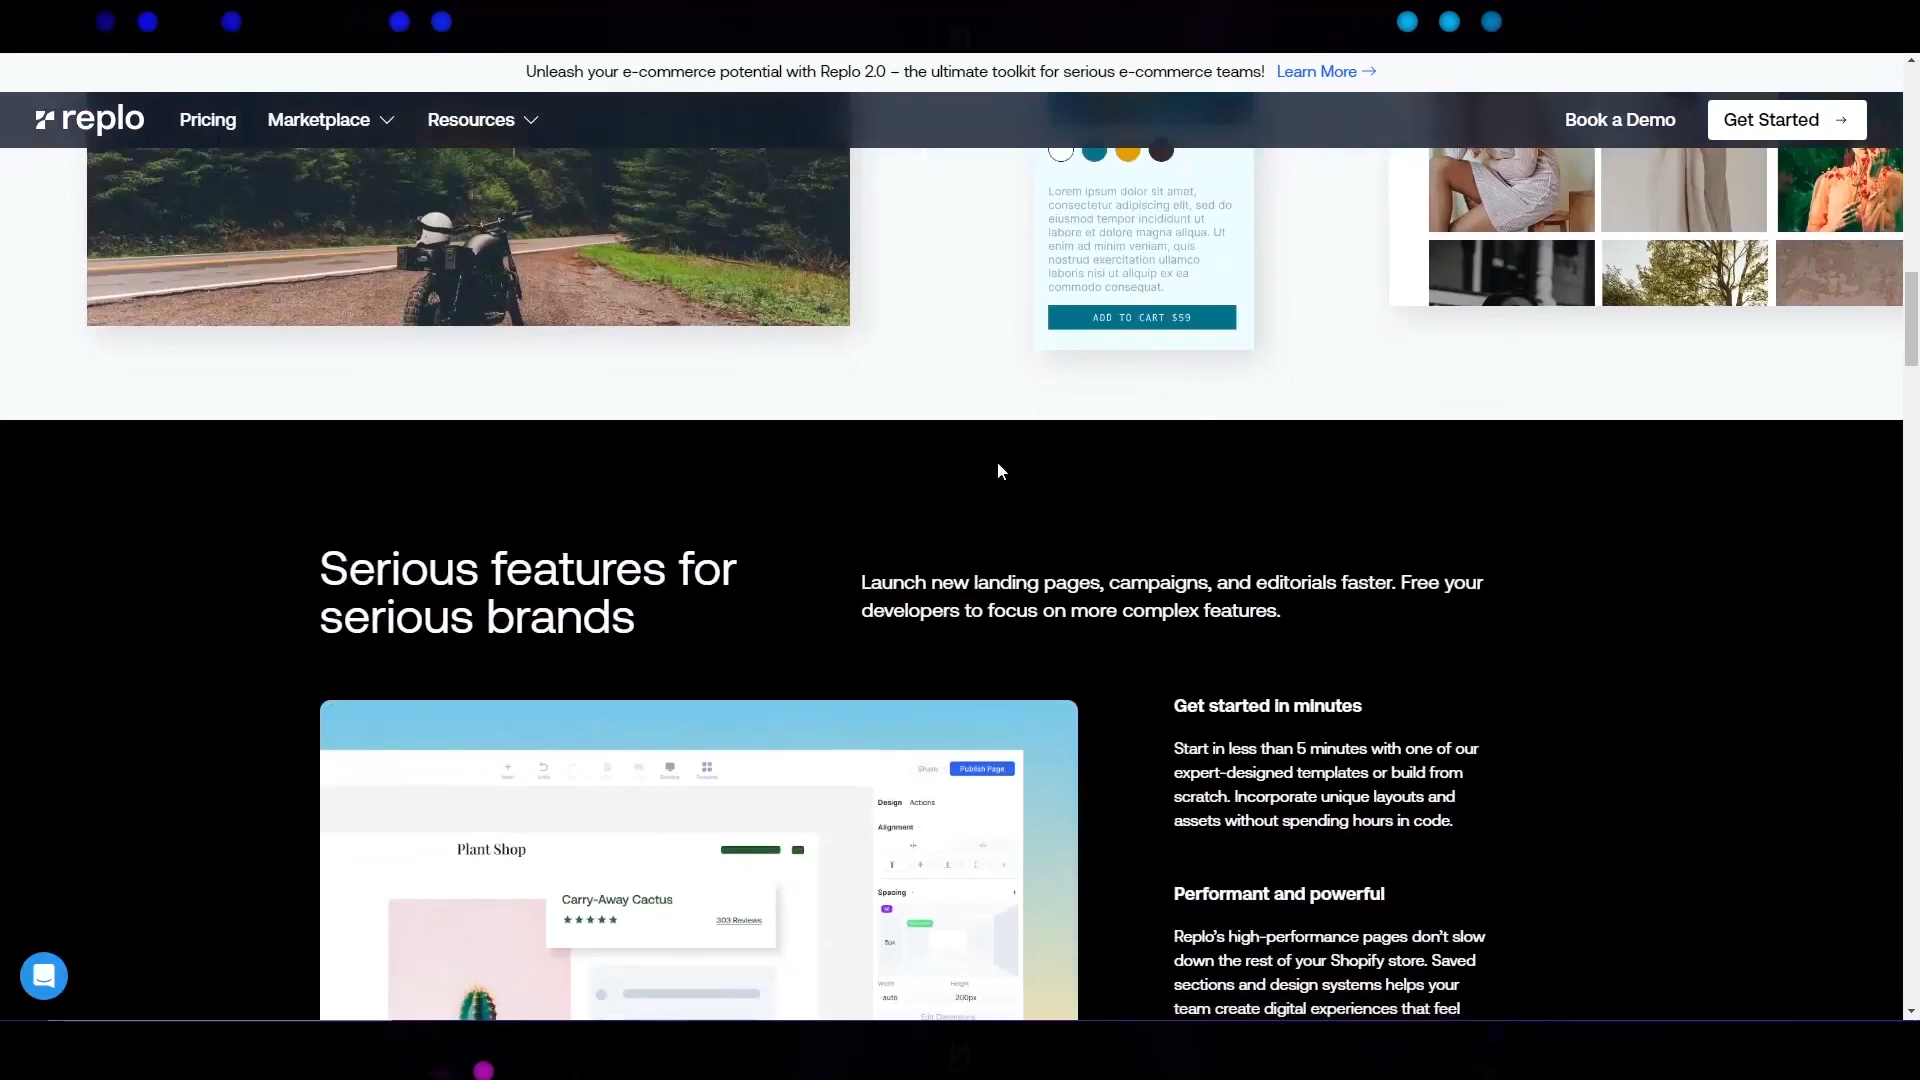 Unleash your e-commerce potential with Replo 2.0 – the ultimate toolkit for serious e-commerce teams! Learn More →
replo Pricing Marketplace Resources Book a Demo Get Started →
Lorem ipsum dolor sit amet,
consectetur adipiscing elit, sed do
eiusmod tempor incididunt ut
labore et dolore magna aliqua. Ut
enim ad minim veniam, quis
nostrud exercitation ullamco
laboris nisi ut aliquip ex ea
commodo consequat.
ADD TO CART $59
Serious features for
serious brands
Launch new landing pages, campaigns, and editorials faster. Free your
developers to focus on more complex features.
Get started in minutes
Start in less than 5 minutes with one of our
expert-designed templates or build from
scratch. Incorporate unique layouts and
assets without spending hours in code.
Performant and powerful
Replo’s high-performance pages don’t slow
down the rest of your Shopify store. Saved
sections and design systems helps your
team create digital experiences that feel
Share Publish Page
Design Actions
Alignment
Plant Shop
Spacing
Carry-Away Cactus
303 Reviews
Width Height
auto 200px
Edit Dimensions